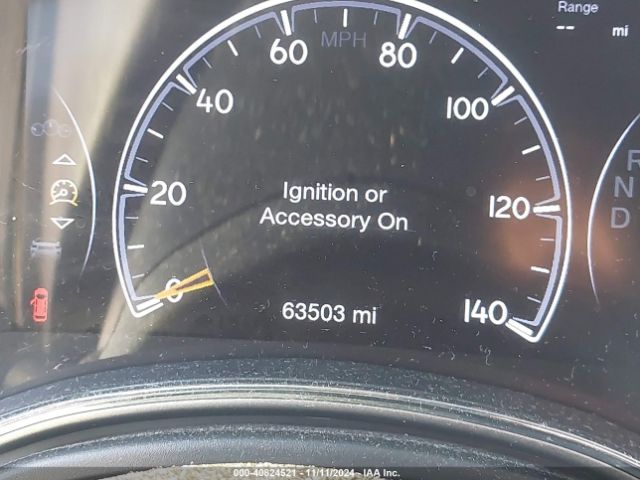 Range
-- mi
MPH
60
80
40
100
20
120
0
140
Ignition or
Accessory On
63503 mi
R
N
D
000-40624521 - 11/11/2024 - IAA Inc.